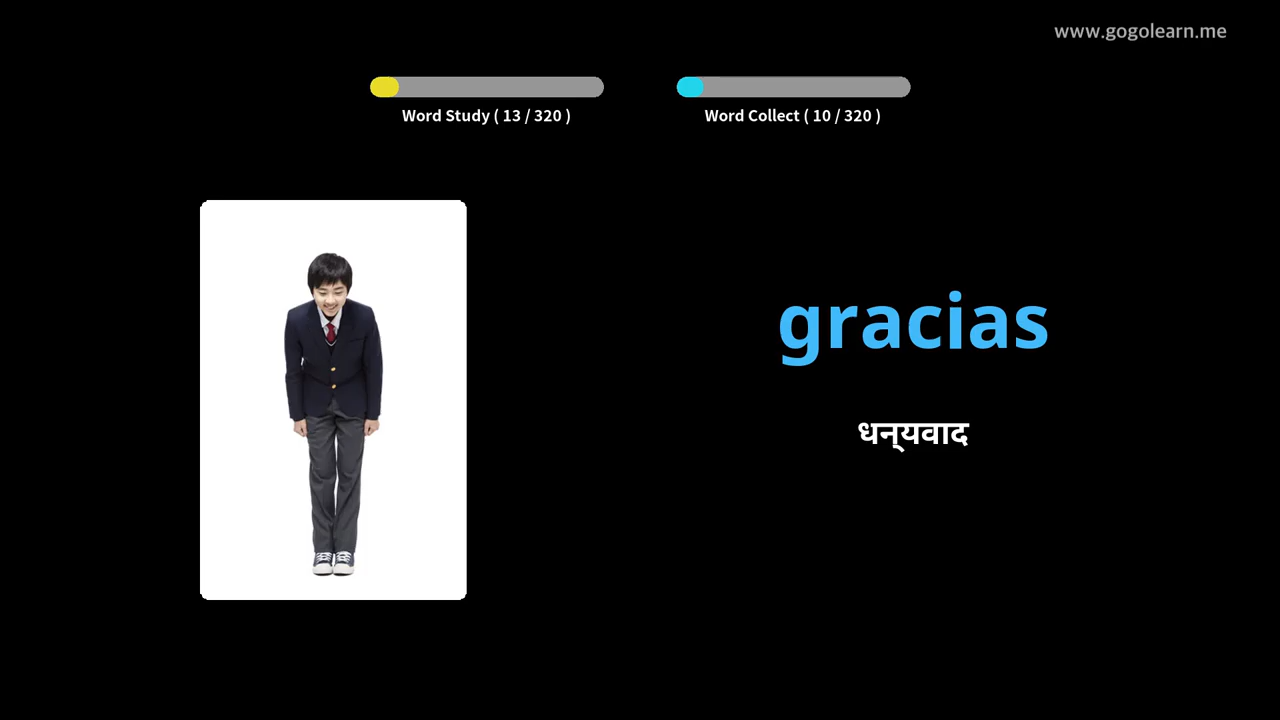 www.gogolearn.me
Word Study ( 13 / 320 )
Word Collect ( 10 / 320 )
gracias
धन्यवाद